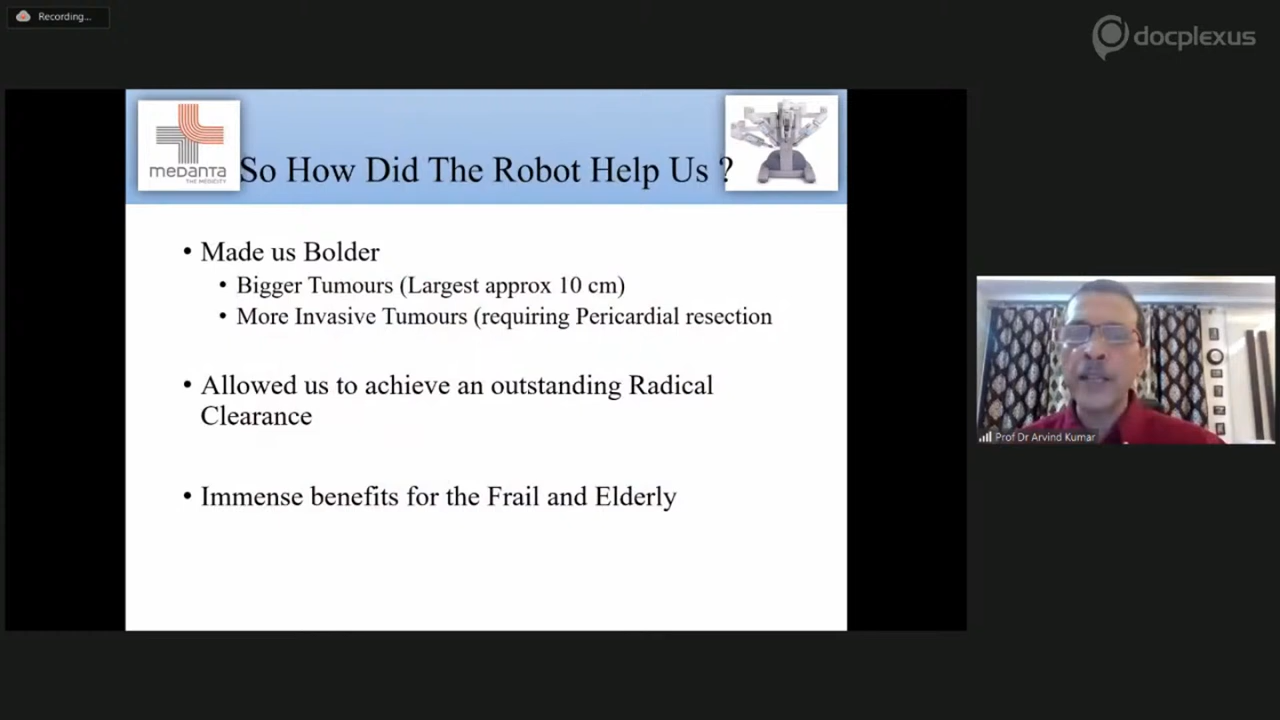 Recording...
docplexus
medanta
THE MEDICITY
So How Did The Robot Help Us ?
• Made us Bolder
• Bigger Tumours (Largest approx 10 cm)
• More Invasive Tumours (requiring Pericardial resection
• Allowed us to achieve an outstanding Radical
Clearance
• Immense benefits for the Frail and Elderly
Prof Dr Arvind Kumar